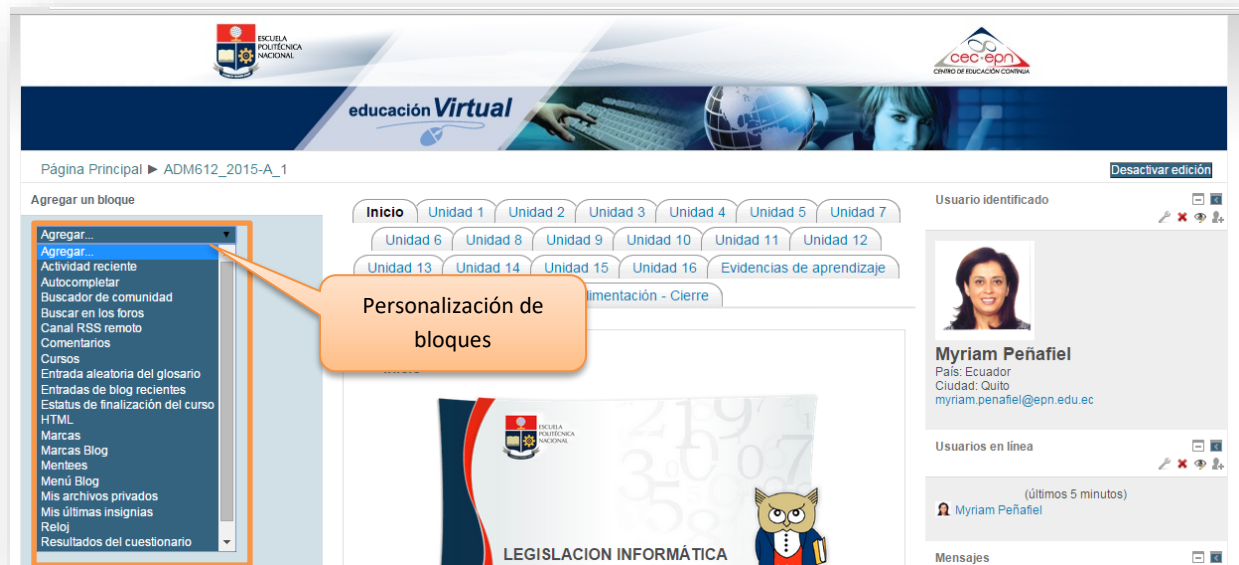 ESCUELA
POLITÉCNICA
NACIONAL
cec-epn
CENTRO DE EDUCACIÓN CONTINUA
educación Virtual
Página Principal ► ADM612_2015-A_1
Desactivar edición
Agregar un bloque
Agregar...
Agregar...
Actividad reciente
Autocompletar
Buscador de comunidad
Buscar en los foros
Canal RSS remoto
Comentarios
Cursos
Entrada aleatoria del glosario
Entradas de blog recientes
Estatus de finalización del curso
HTML
Marcas
Marcas Blog
Mentees
Menú Blog
Mis archivos privados
Mis últimas insignias
Reloj
Resultados del cuestionario
Personalización de
bloques
Inicio Unidad 1 Unidad 2 Unidad 3 Unidad 4 Unidad 5 Unidad 7
Unidad 6 Unidad 8 Unidad 9 Unidad 10 Unidad 11 Unidad 12
Unidad 13 Unidad 14 Unidad 15 Unidad 16 Evidencias de aprendizaje
limentación - Cierre
ESCUELA
POLITÉCNICA
NACIONAL
LEGISLACION INFORMÁTICA
Usuario identificado
Myriam Peñafiel
País: Ecuador
Ciudad: Quito
myriam.penafiel@epn.edu.ec
Usuarios en línea
(últimos 5 minutos)
Myriam Peñafiel
Mensajes